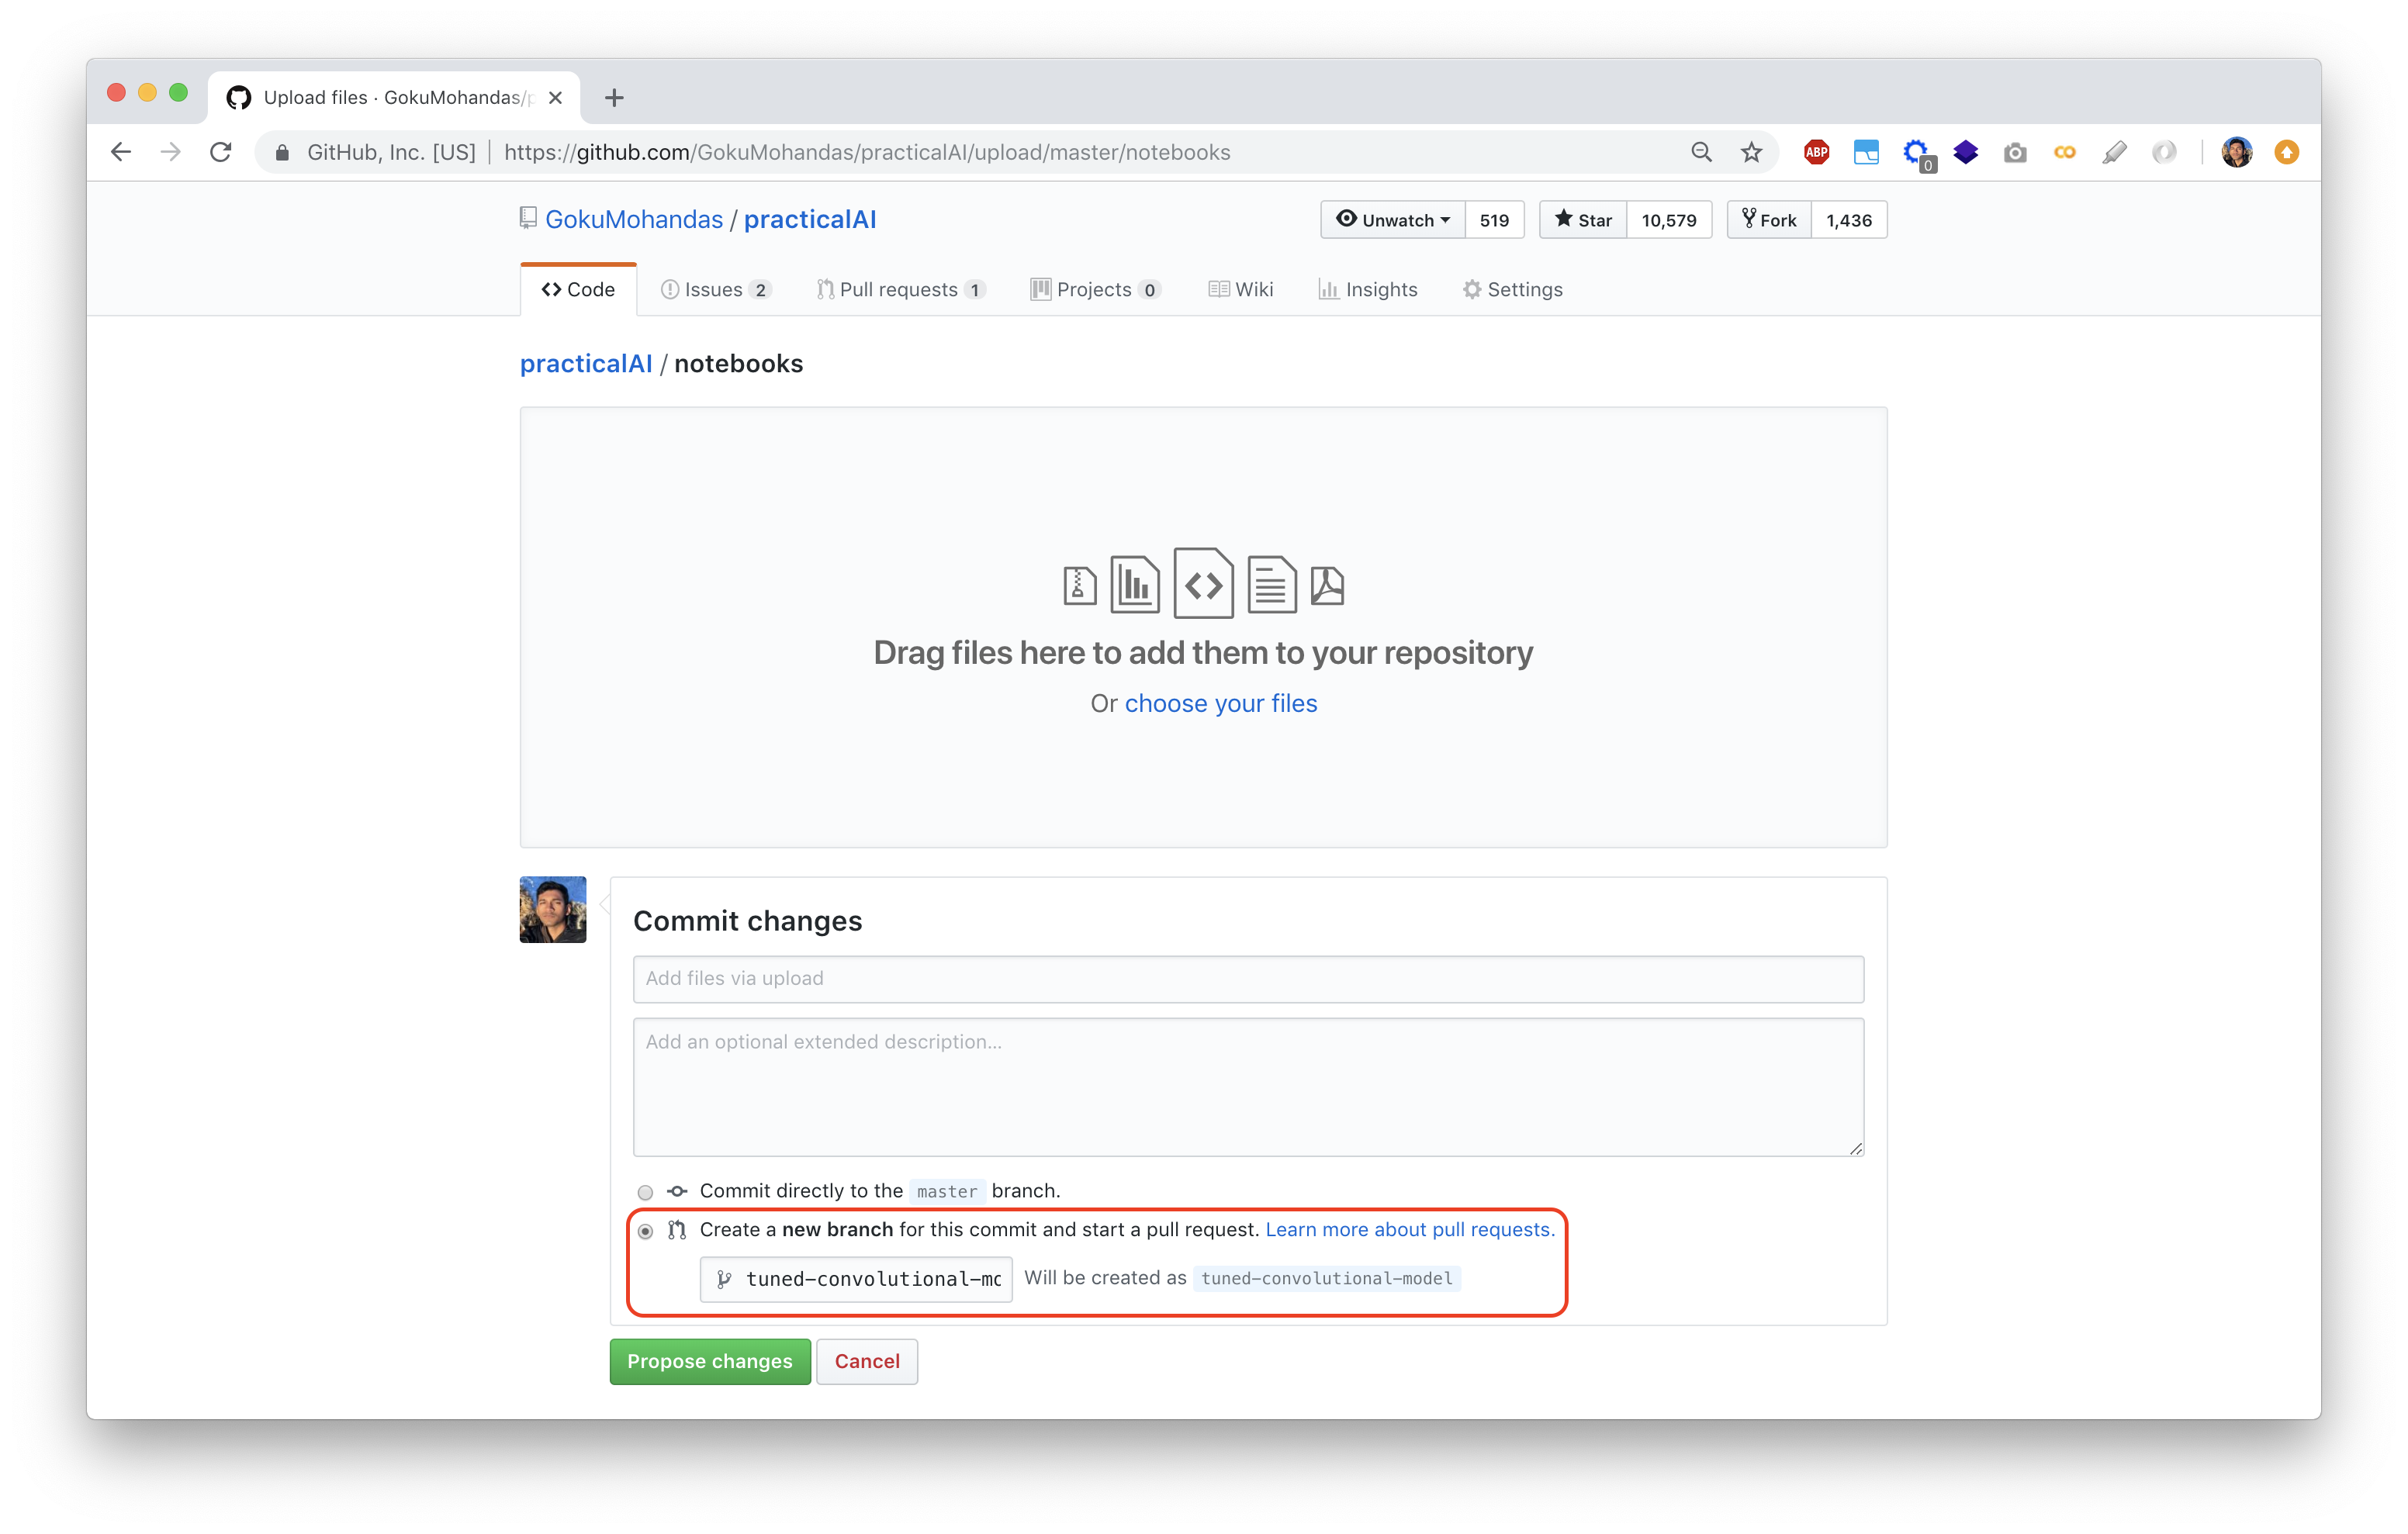 Upload files · GokuMohandas/p
GitHub, Inc. [US] | https://github.com/GokuMohandas/practicalAI/upload/master/notebooks
ABP
0
GokuMohandas / practicalAI
Unwatch 519 Star 10,579 Fork 1,436
Code Issues 2 Pull requests 1 Projects 0 Wiki Insights Settings
practicalAI / notebooks
Drag files here to add them to your repository
Or choose your files
Commit changes
Add files via upload
Add an optional extended description...
Commit directly to the master branch.
Create a new branch for this commit and start a pull request. Learn more about pull requests.
tuned-convolutional-mo Will be created as tuned-convolutional-model
Propose changes Cancel